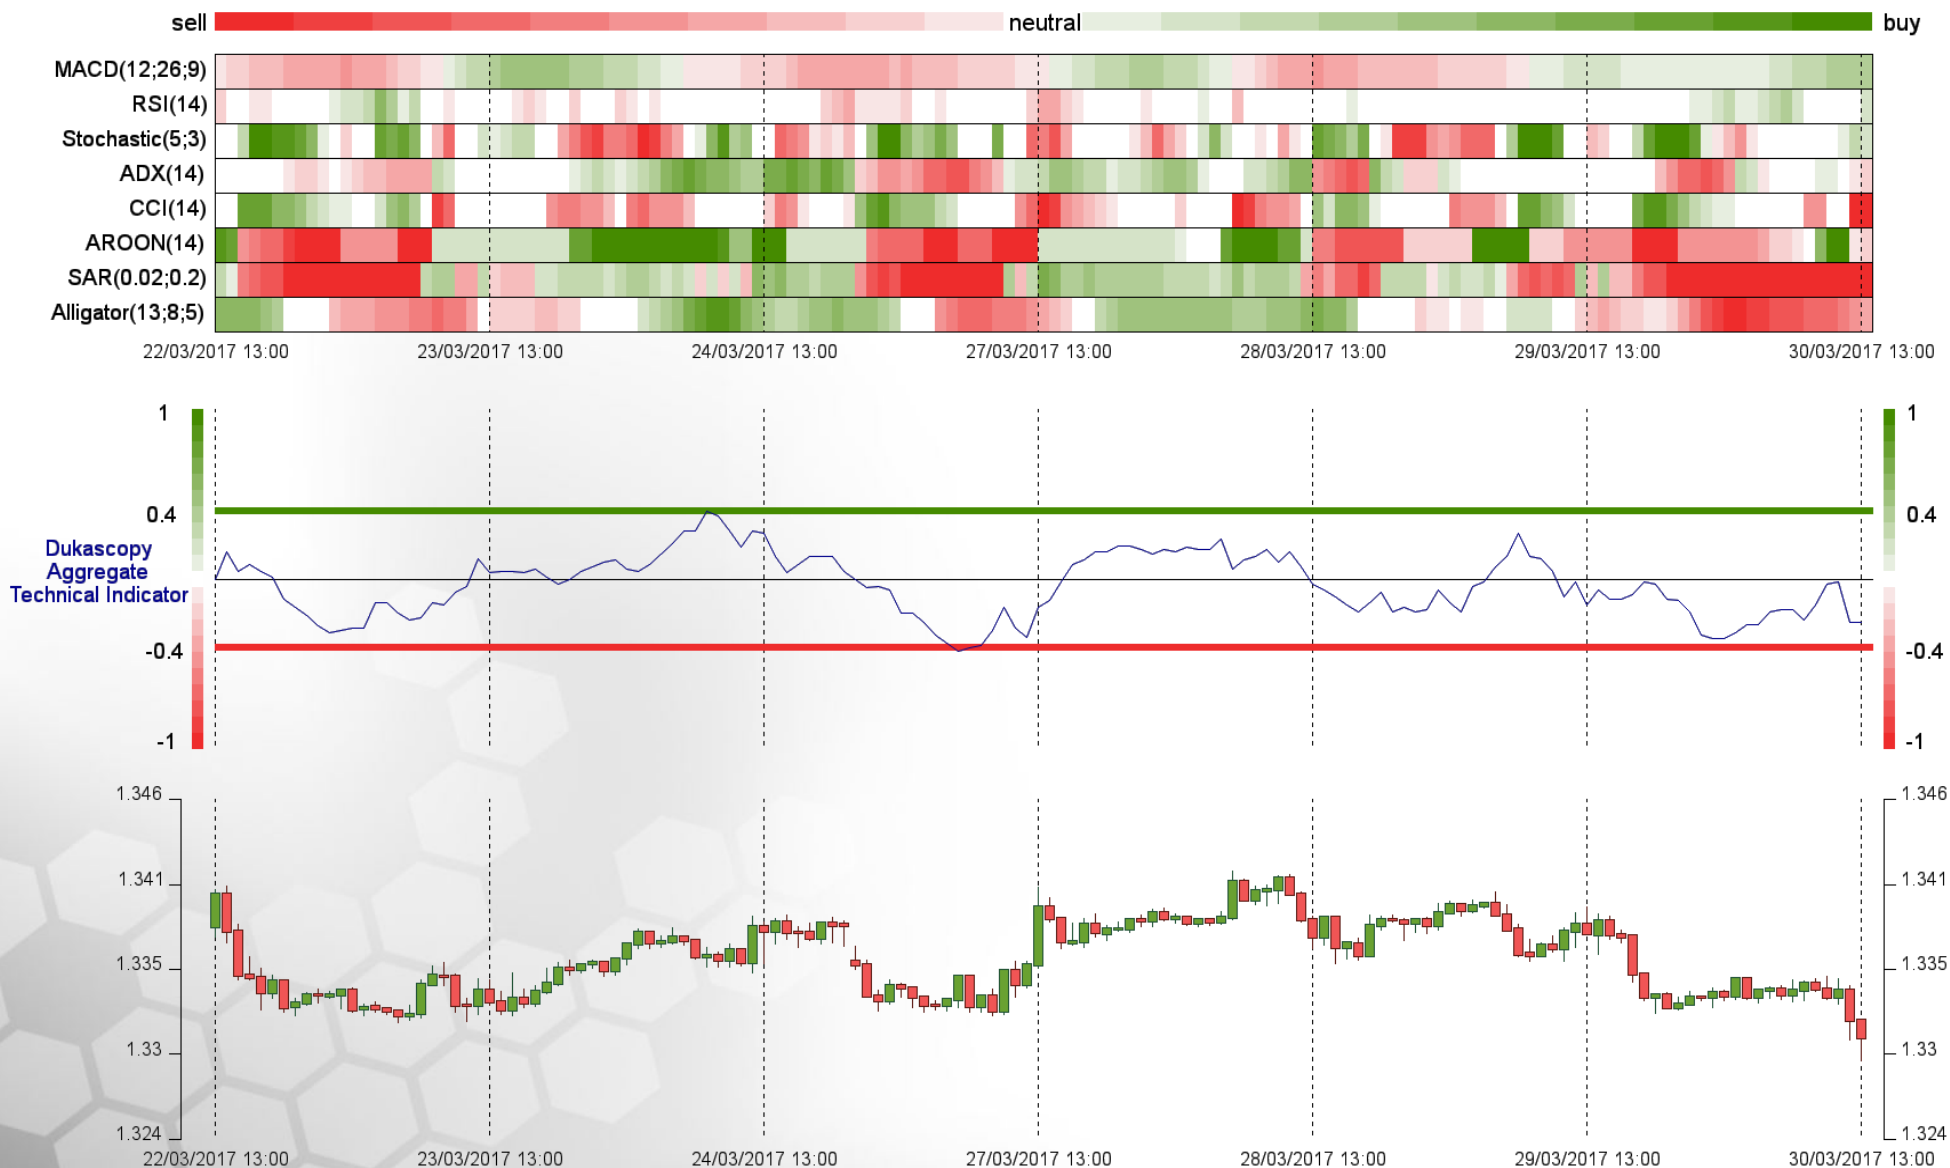 sell neutral buy
MACD(12;26;9)
RSI(14)
Stochastic(5;3)
ADX(14)
CCI(14)
AROON(14)
SAR(0.02;0.2)
Alligator(13;8;5)
22/03/2017 13:00 23/03/2017 13:00 24/03/2017 13:00 27/03/2017 13:00 28/03/2017 13:00 29/03/2017 13:00 30/03/2017 13:00
1 1
0.4 0.4
Dukascopy
Aggregate
Technical Indicator
-0.4 -0.4
-1 -1
1.346 1.346
1.341 1.341
1.335 1.335
1.33 1.33
1.324 1.324
22/03/2017 13:00 23/03/2017 13:00 24/03/2017 13:00 27/03/2017 13:00 28/03/2017 13:00 29/03/2017 13:00 30/03/2017 13:00